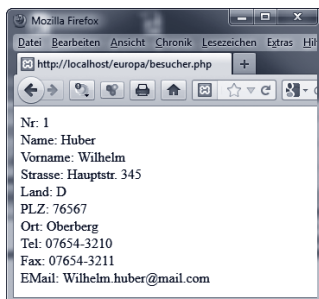 Mozilla Firefox
Datei Bearbeiten Ansicht Chronik Lesezeichen Extras Hil
http://localhost/europa/besucher.php
Nr: 1
Name: Huber
Vorname: Wilhelm
Strasse: Hauptstr. 345
Land: D
PLZ: 76567
Ort: Oberberg
Tel: 07654-3210
Fax: 07654-3211
EMail: Wilhelm.huber@mail.com